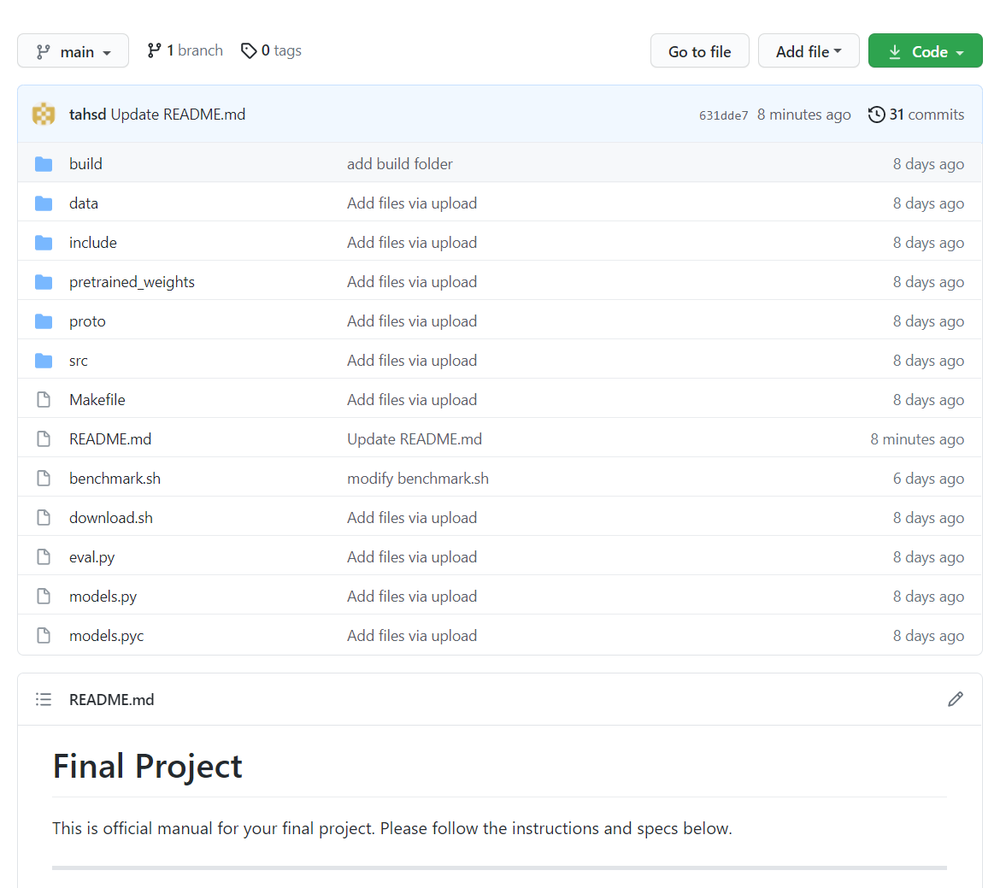 main 1 branch 0 tags Go to file Add file Code
tahsd Update README.md 631dde7 8 minutes ago 31 commits
build add build folder 8 days ago
data Add files via upload 8 days ago
include Add files via upload 8 days ago
pretrained_weights Add files via upload 8 days ago
proto Add files via upload 8 days ago
src Add files via upload 8 days ago
Makefile Add files via upload 8 days ago
README.md Update README.md 8 minutes ago
benchmark.sh modify benchmark.sh 6 days ago
download.sh Add files via upload 8 days ago
eval.py Add files via upload 8 days ago
models.py Add files via upload 8 days ago
models.pyc Add files via upload 8 days ago
README.md
Final Project
This is official manual for your final project. Please follow the instructions and specs below.